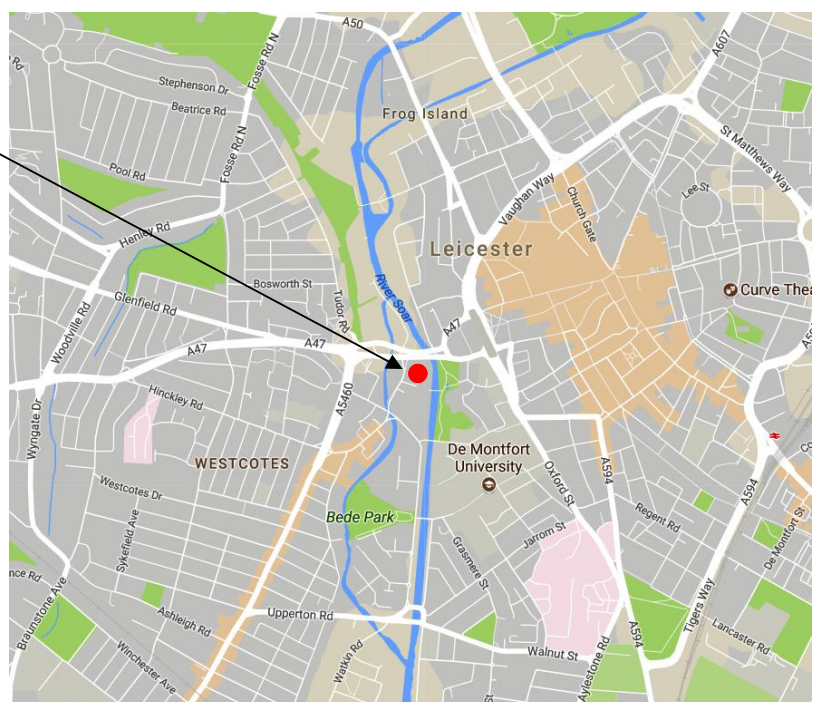 A50
A607
Fosse Rd N
Stephenson Dr
Beatrice Rd
Frog Island
St Matthews Way
Pool Rd
Fosse Rd N
Vaughan Way
Church Gate
Lee St
Henley Rd
Leicester
Bosworth St
River Soar
Curve Thea
Glenfield Rd
Tudor Rd
Woodville Rd
A47
A47
A47
A5460
Hinckley Rd
Wyngate Dr
De Montfort
University
WESTCOTES
Oxford St
A594
A594
Westcotes Dr
Sykefield Ave
Bede Park
Regent Rd
De Montfort St
Jarrom St
Grasmere St
nce Rd
Braunstone Ave
Ashleigh Rd
Upperton Rd
Tigers Way
Lancaster Rd
A594
Walnut St
Watkin Rd
Winchester Ave
Aylestone Rd